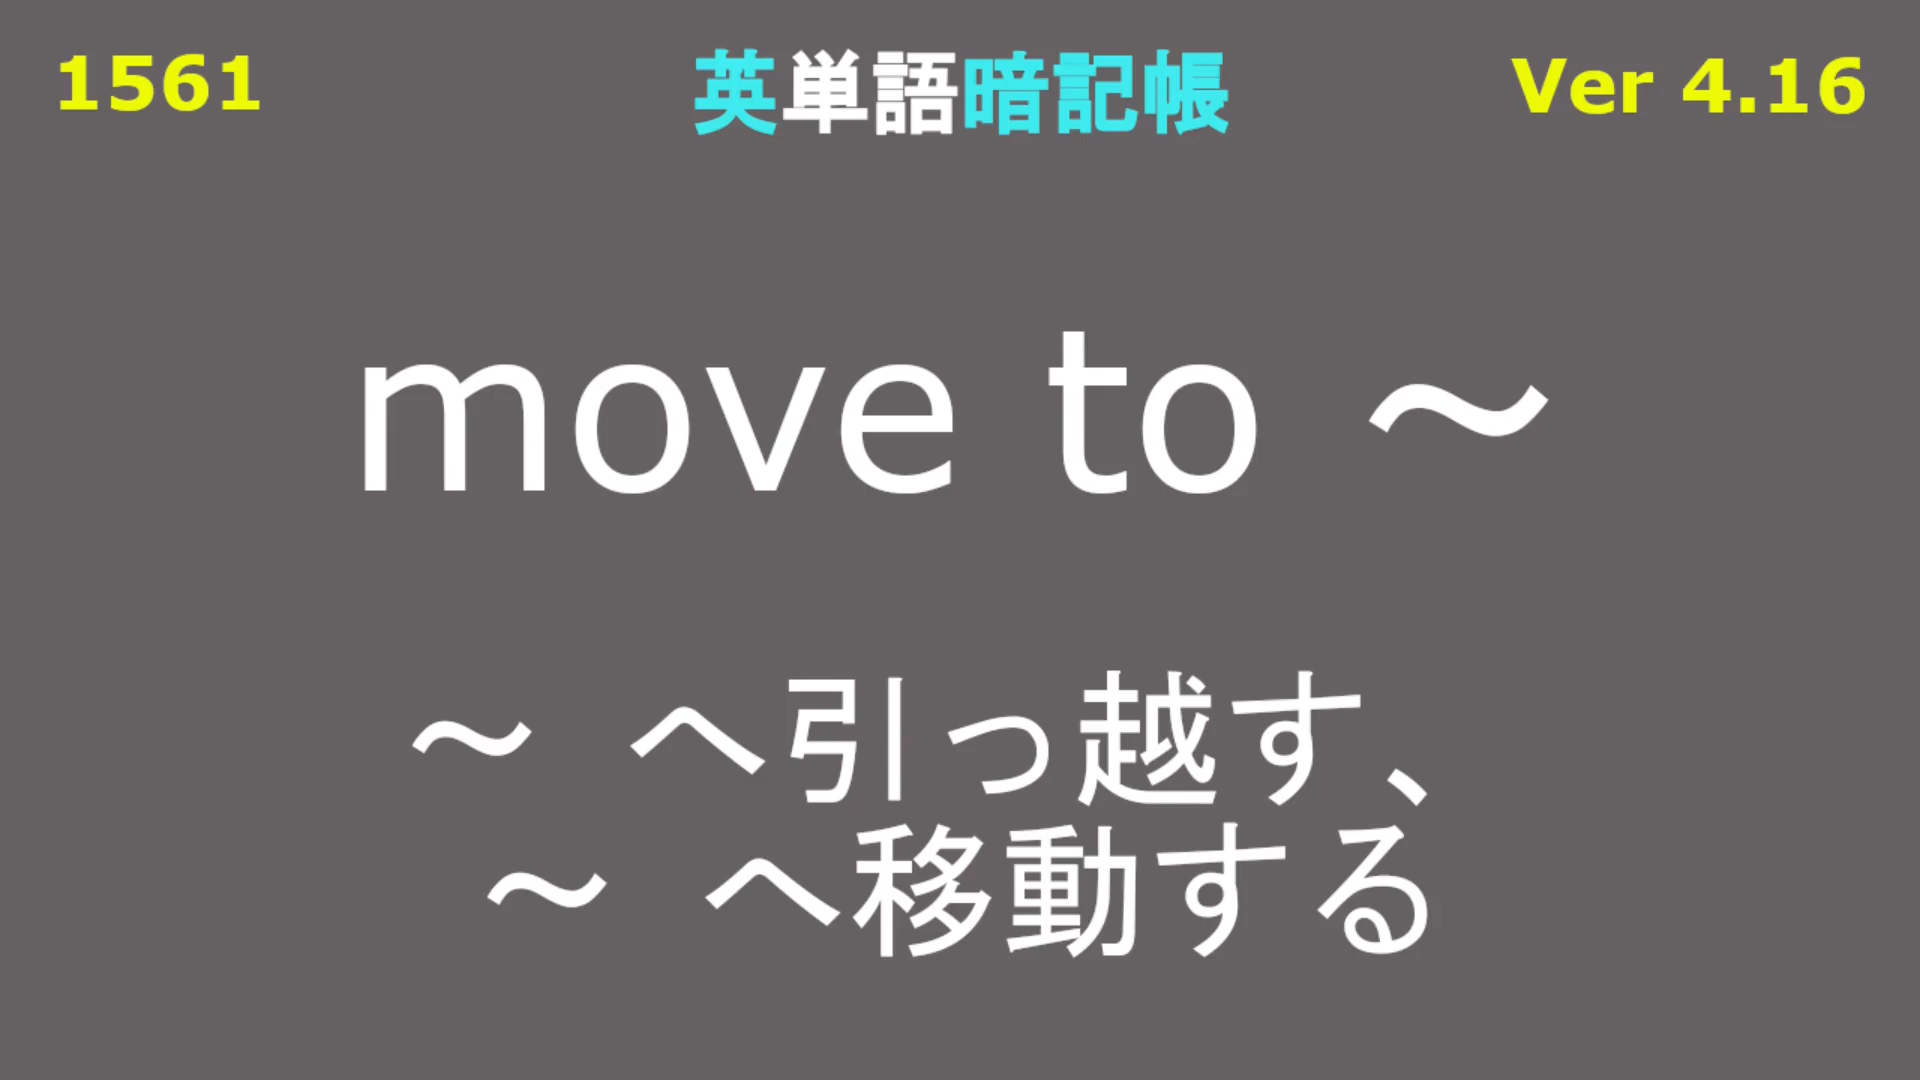 1561
英単語暗記帳
Ver 4.16
move to ～
～ へ引っ越す、
～ へ移動する